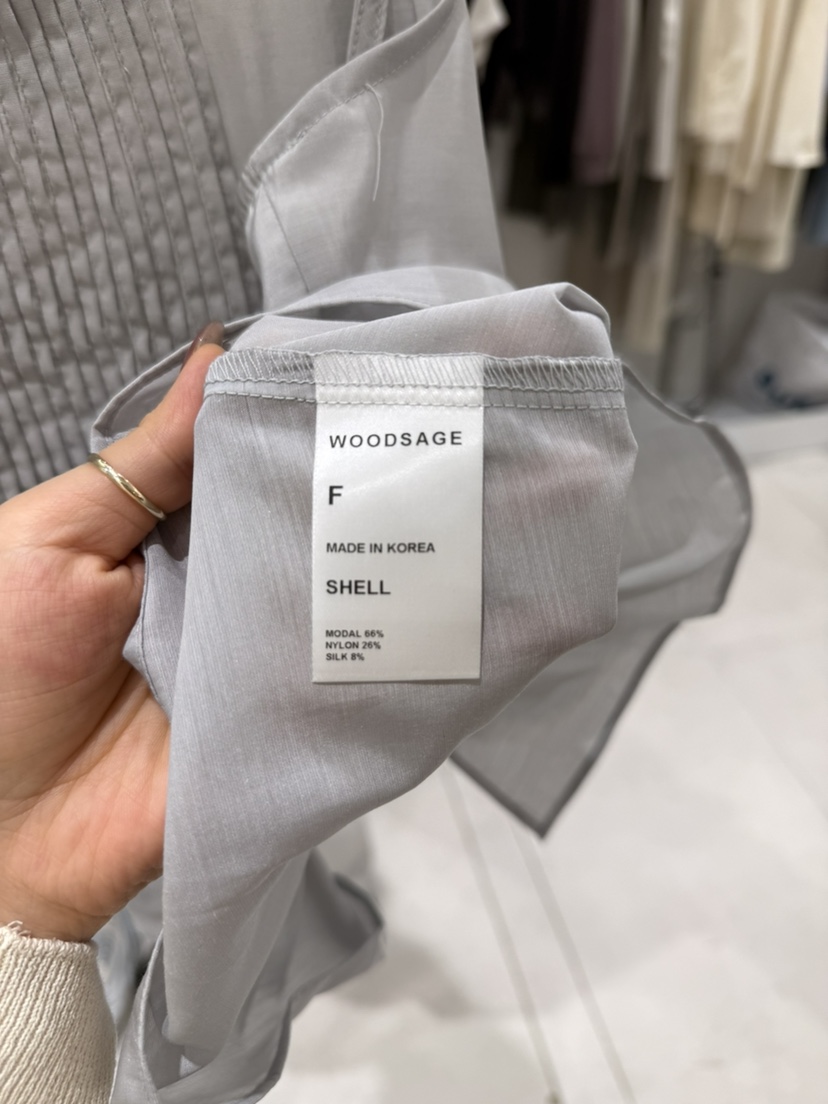 WOODSAGE
F
MADE IN KOREA
SHELL
MODAL 66%
NYLON 26%
SILK 8%